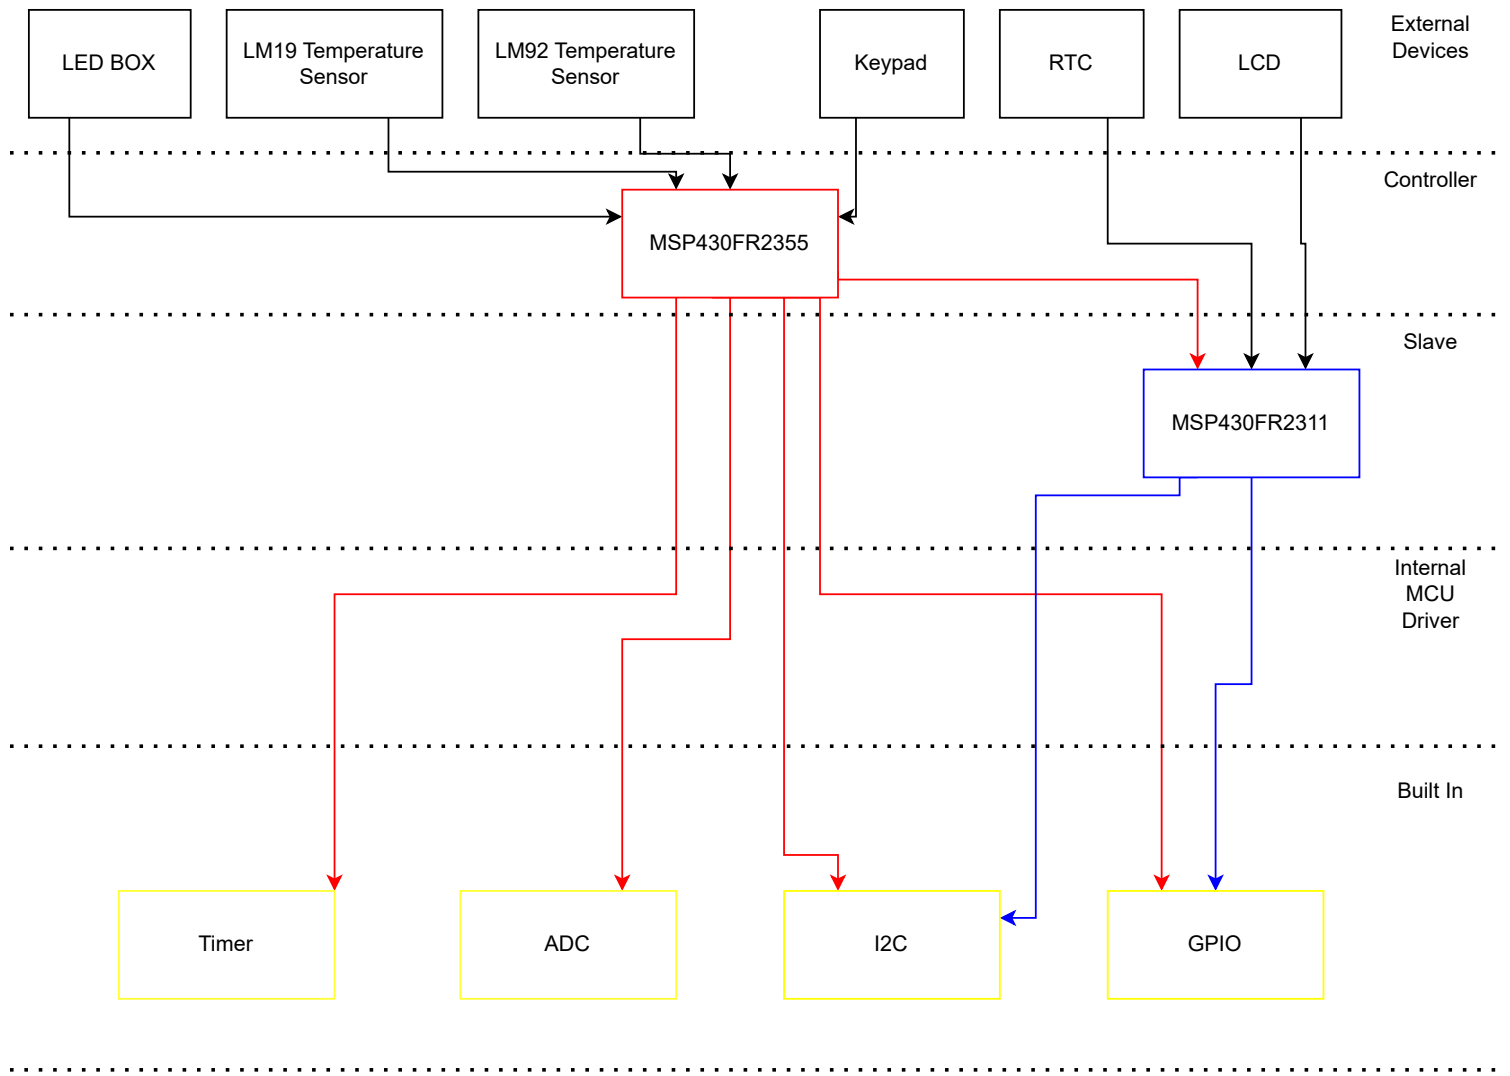 LED BOX
LM19 Temperature
Sensor
LM92 Temperature
Sensor
Keypad
RTC
LCD
External
Devices
Controller
MSP430FR2355
Slave
MSP430FR2311
Internal
MCU
Driver
Built In
Timer
ADC
I2C
GPIO